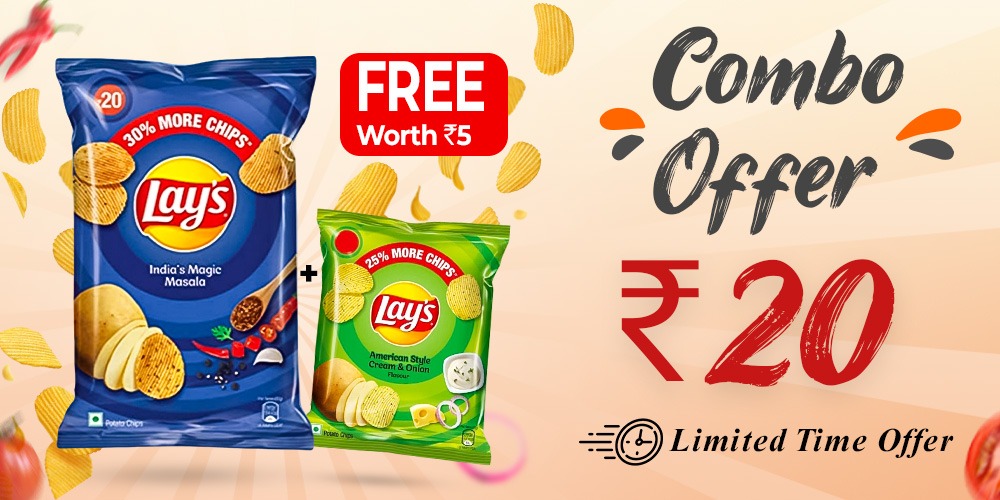 20
30% MORE CHIPS*
Lay's
India's Magic
Masala
Potato Chips
+
FREE
Worth ₹5
25% MORE CHIPS*
Lay's
American Style
Cream & Onion
Flavour
Potato Chips
Combo
Offer
₹20
Limited Time Offer